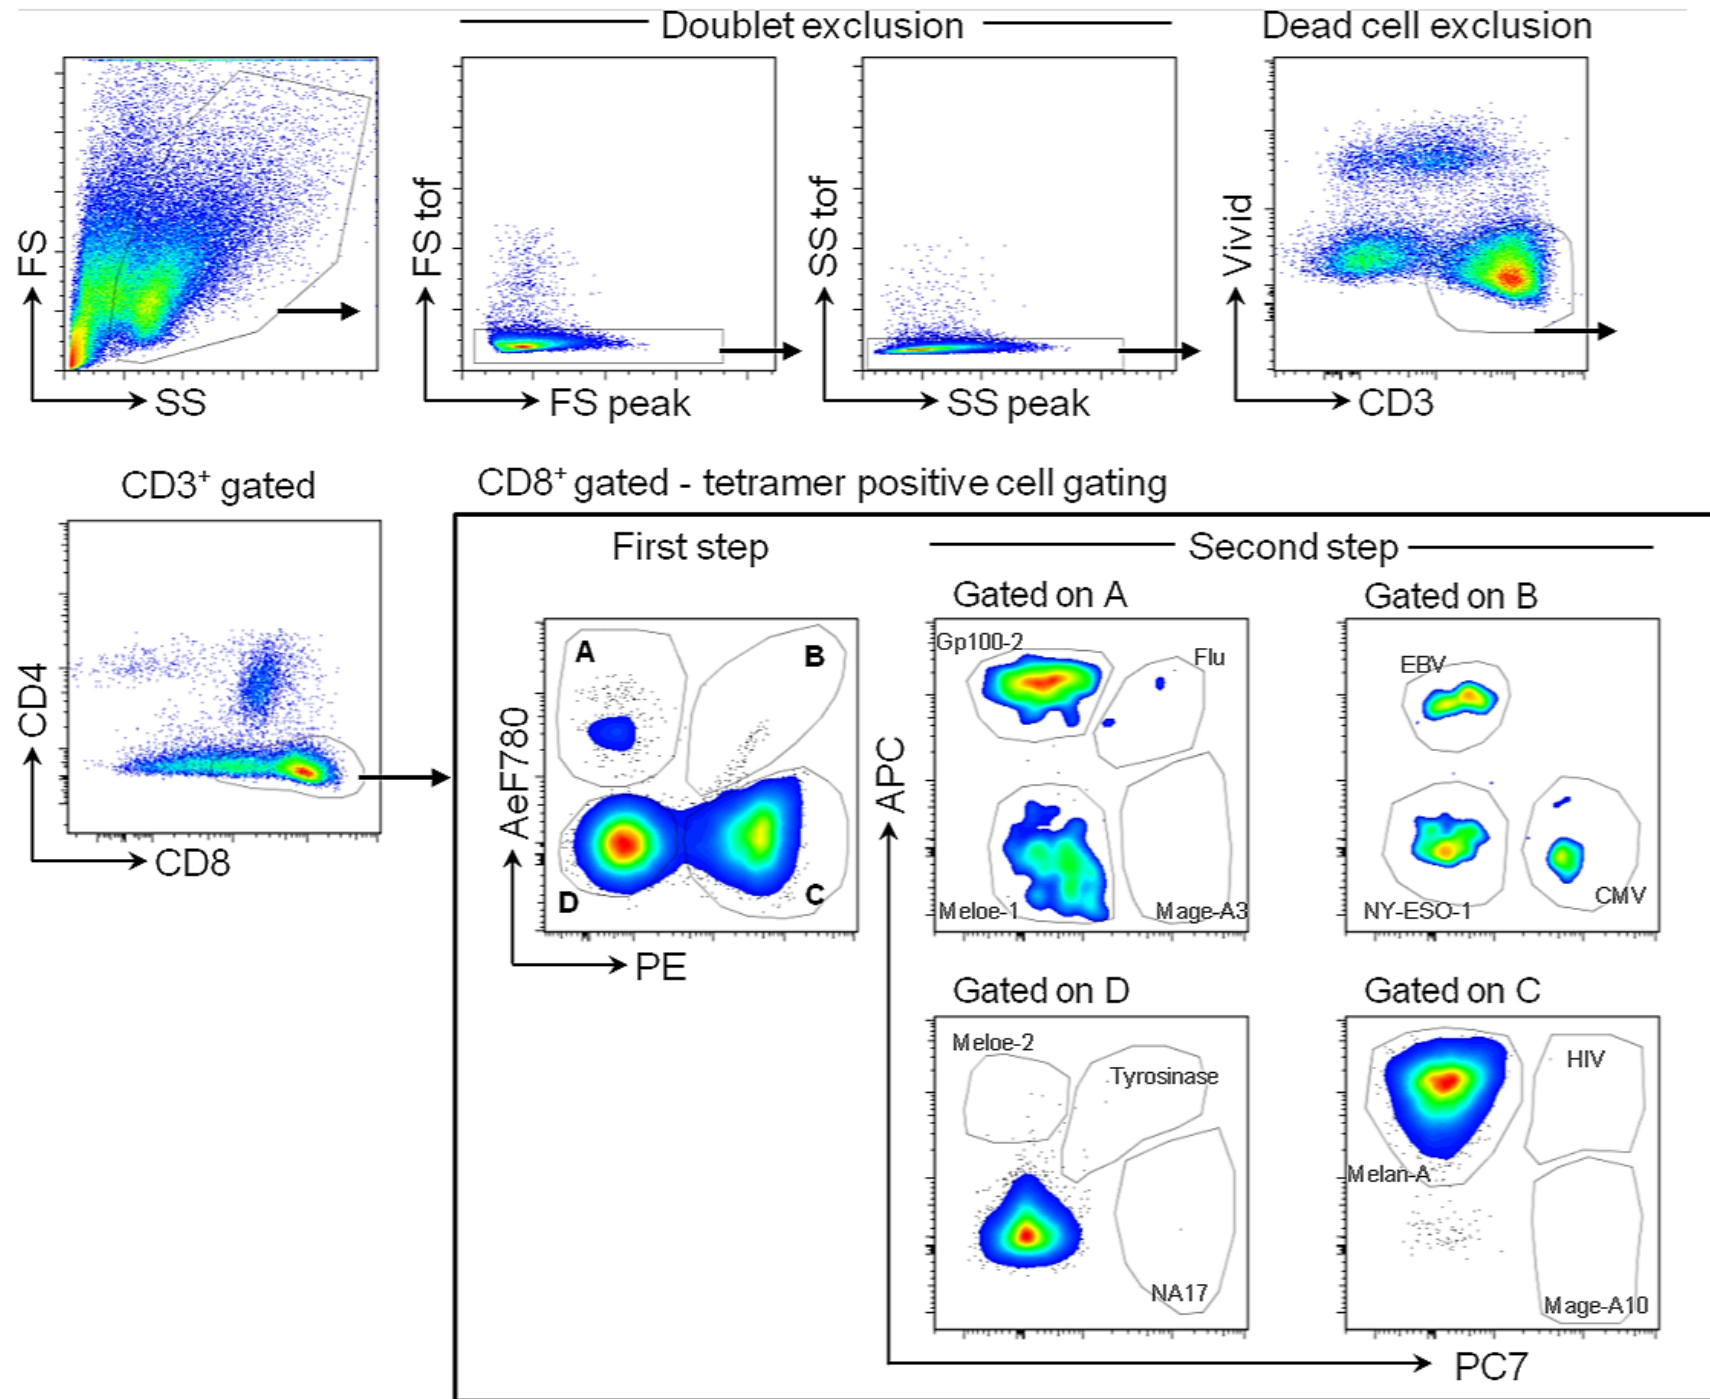 Doublet exclusion
Dead cell exclusion
FS
SS
FS tof
FS peak
SS tof
SS peak
Vivid
CD3
CD3+ gated
CD8+ gated - tetramer positive cell gating
CD4
CD8
First step
Second step
A
B
C
D
AeF780
PE
APC
PC7
Gated on A
Gp100-2
Flu
Meloe-1
Mage-A3
Gated on B
EBV
NY-ESO-1
CMV
Gated on D
Meloe-2
Tyrosinase
NA17
Gated on C
HIV
Melan-A
Mage-A10